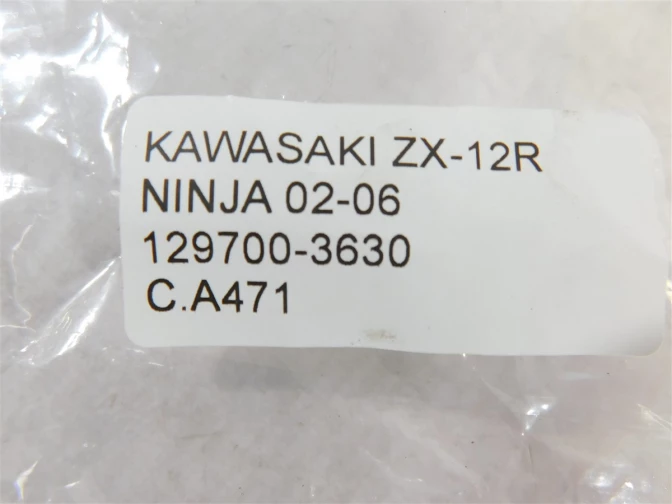 KAWASAKI ZX-12R
NINJA 02-06
129700-3630
C.A471